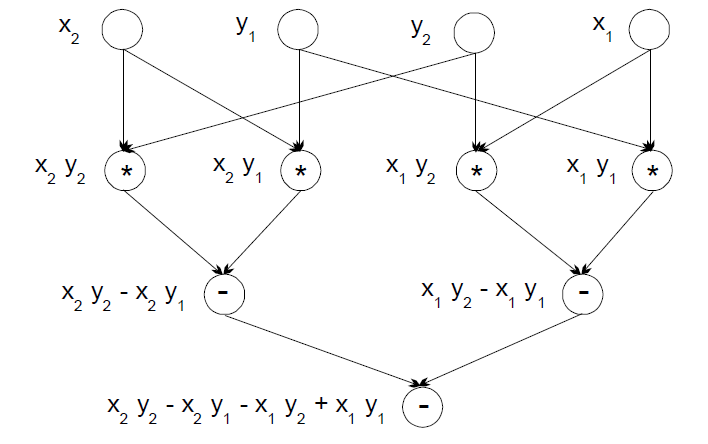 x₂ y₁ y₂ x₁
x₂ y₂ * x₂ y₁ * x₁ y₂ * x₁ y₁ *
x₂ y₂ - x₂ y₁ - x₁ y₂ - x₁ y₁ -
x₂ y₂ - x₂ y₁ - x₁ y₂ + x₁ y₁ -